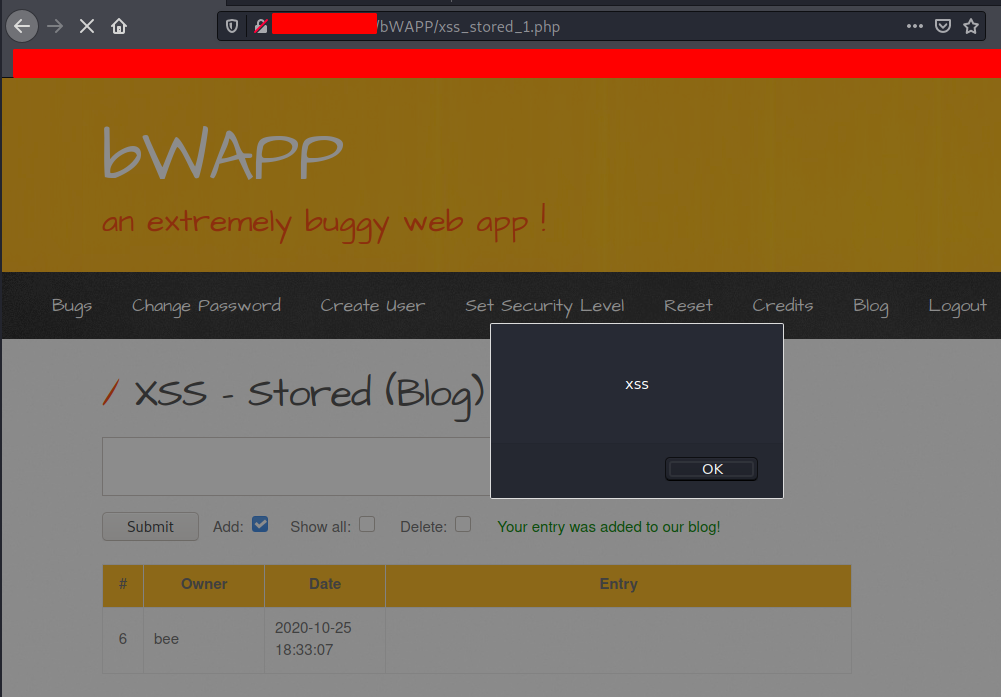 /bWAPP/xss_stored_1.php
bWAPP
an extremely buggy web app !
Bugs Change Password Create User Set Security Level Reset Credits Blog Logout
/ XSS - Stored (Blog)
xss
OK
Submit Add: Show all: Delete: Your entry was added to our blog!
# Owner Date Entry
6 bee 2020-10-25
18:33:07